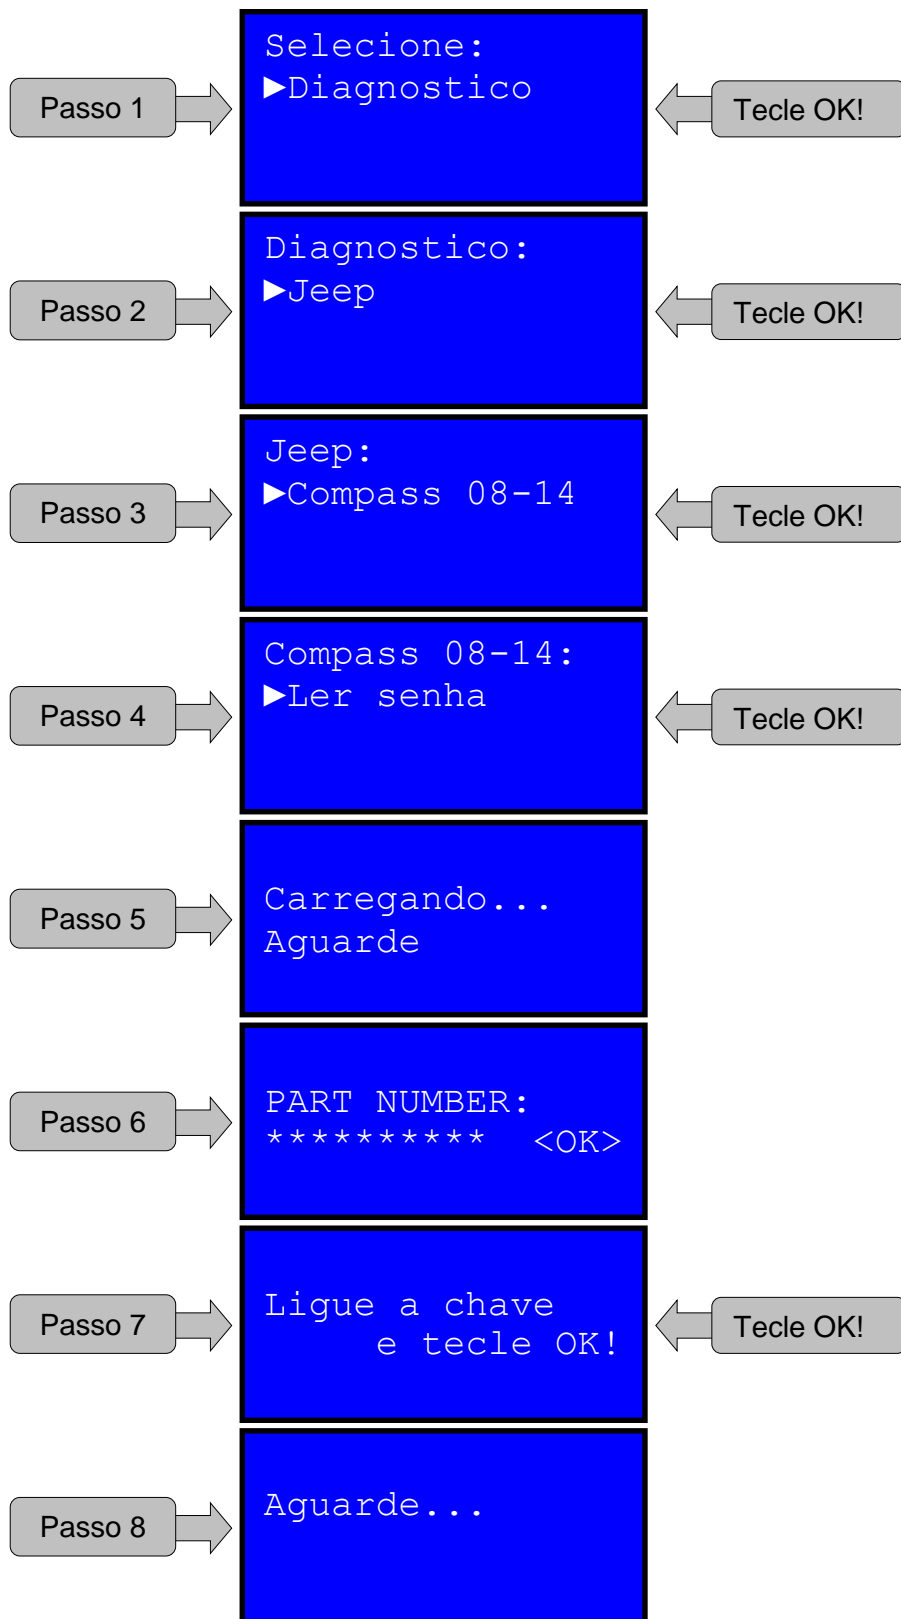 Passo 1
Selecione:
►Diagnostico
Tecle OK!
Passo 2
Diagnostico:
►Jeep
Tecle OK!
Passo 3
Jeep:
►Compass 08-14
Tecle OK!
Passo 4
Compass 08-14:
►Ler senha
Tecle OK!
Passo 5
Carregando...
Aguarde
Passo 6
PART NUMBER:
********** <OK>
Passo 7
Ligue a chave
e tecle OK!
Tecle OK!
Passo 8
Aguarde...